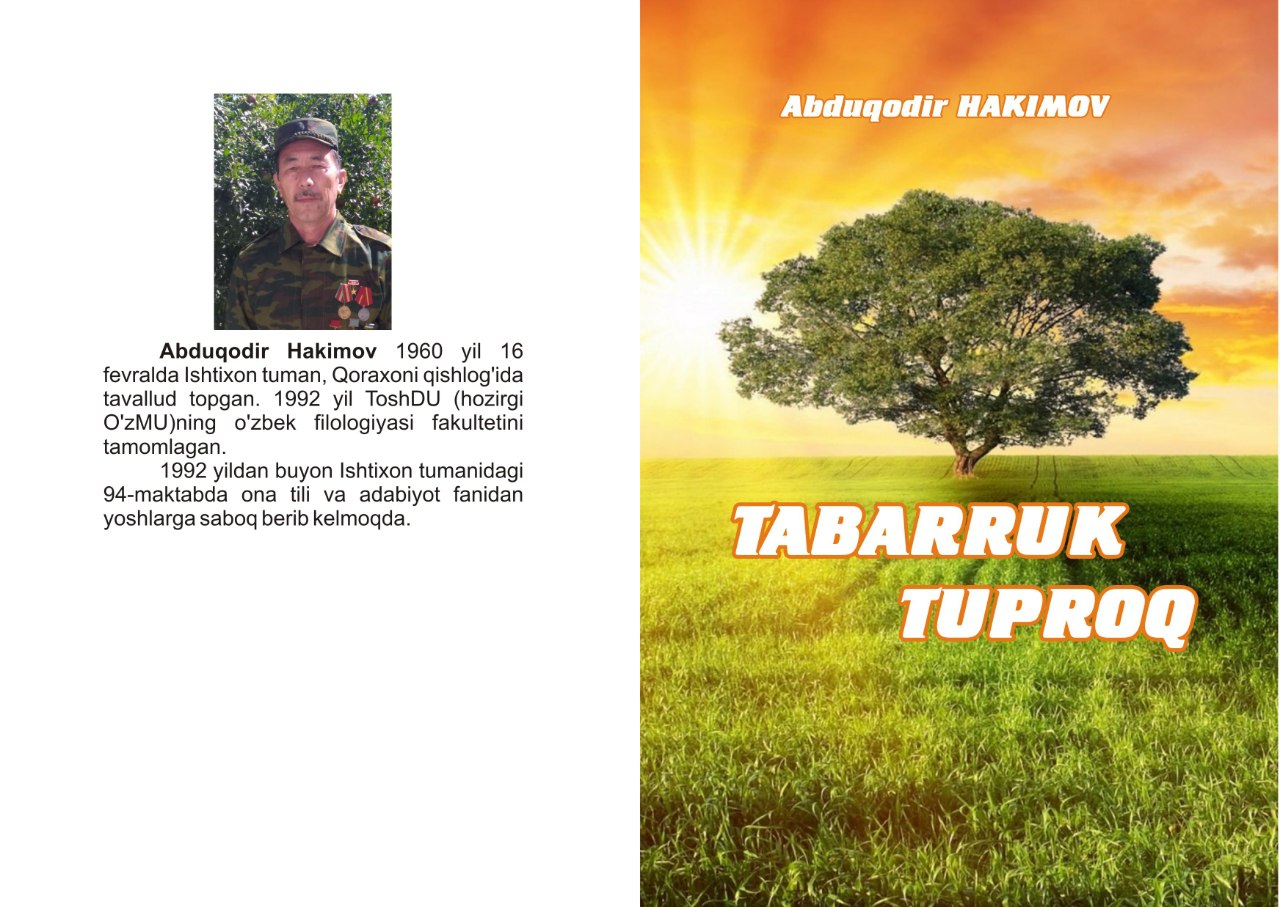 Abduqodir Hakimov 1960 yil 16
fevralda Ishtixon tuman, Qoraxoni qishlog'ida
tavallud topgan. 1992 yil ToshDU (hozirgi
O'zMU)ning o'zbek filologiyasi fakultetini
tamomlagan.
1992 yildan buyon Ishtixon tumanidagi
94-maktabda ona tili va adabiyot fanidan
yoshlarga saboq berib kelmoqda.
Abduqodir HAKIMOV
TABARRUK
TUPROQ